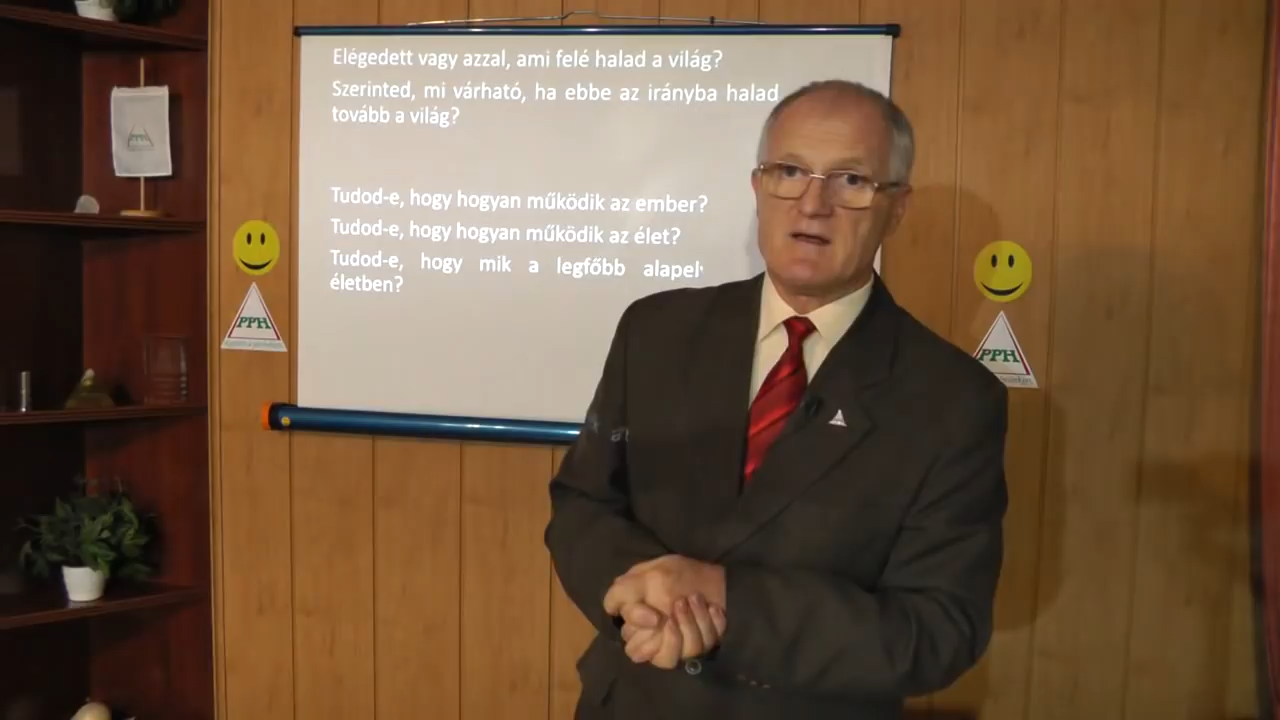 Elégedett vagy azzal, ami felé halad a világ?
Szerinted, mi várható, ha ebbe az irányba halad
tovább a világ?
Tudod-e, hogy hogyan működik az ember?
Tudod-e, hogy hogyan működik az élet?
Tudod-e, hogy mik a legfőbb
életben?
PPH
PPH
PPH